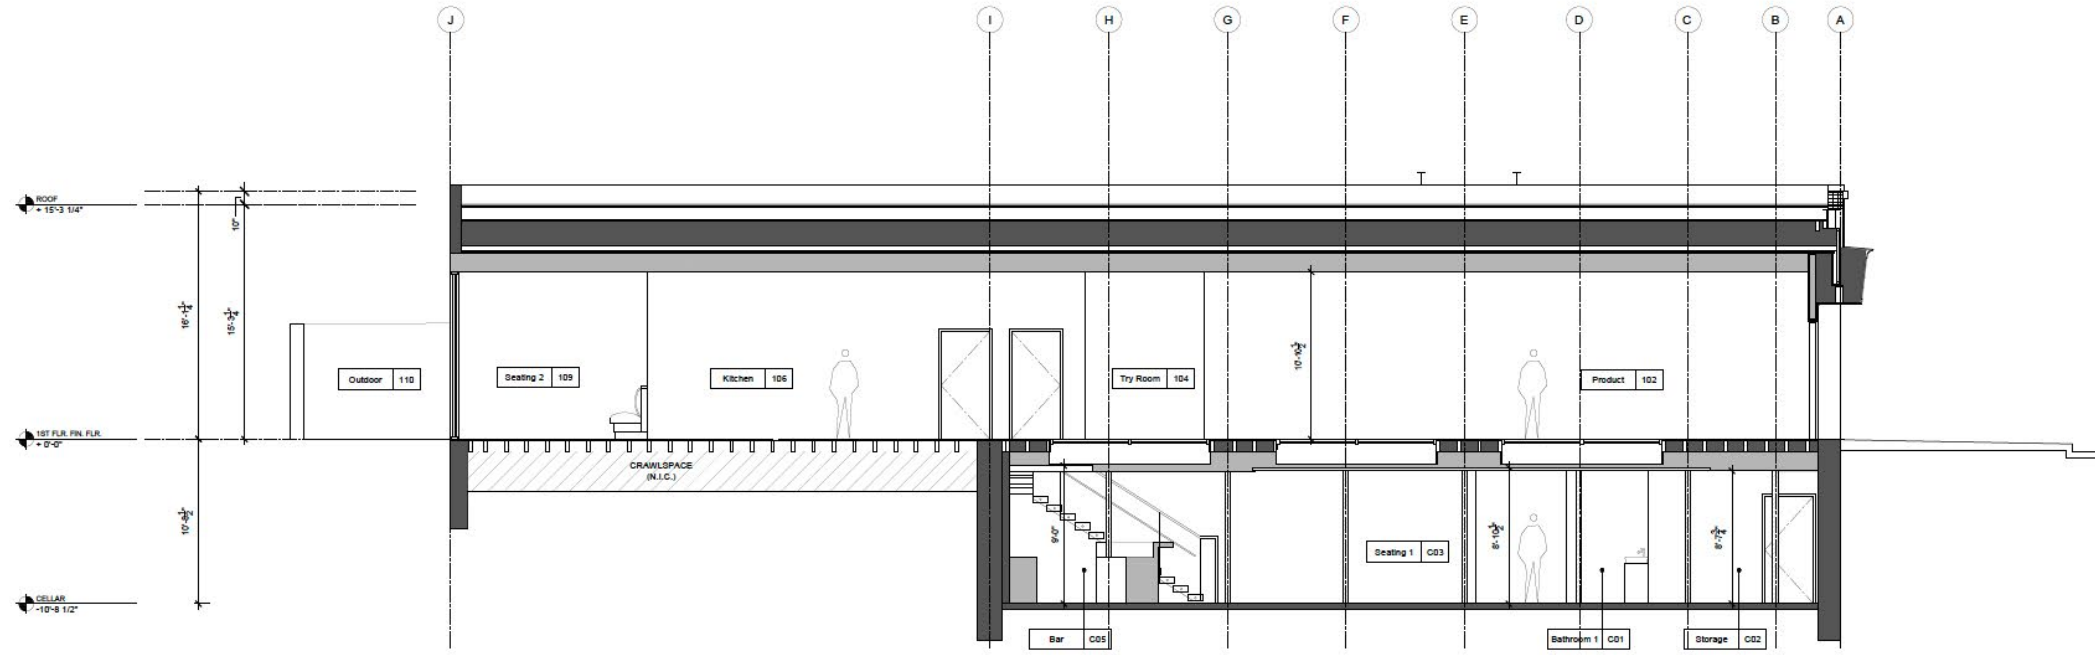 J I H G F E D C B A
ROOF
+ 15'-3 1/4"
10"
16'-1 1/4"
15'-3 1/4"
10'-10 1/2"
Outdoor 110
Seating 2 109
Kitchen 106
Try Room 104
Product 102
1ST FLR. FIN. FLR.
+ 0'-0"
CRAWLSPACE
(N.I.C.)
10'-8 1/2"
9'-0"
8'-10 1/2"
8'-7 3/4"
Seating 1 C03
CELLAR
-10'-8 1/2"
Bar C05
Bathroom 1 C01
Storage C02